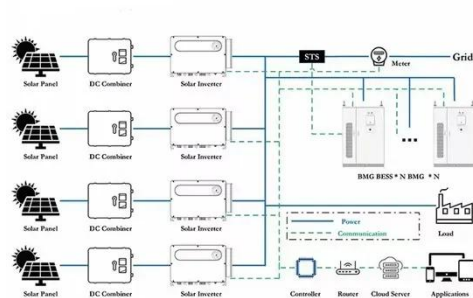 STS
Meter
Grid
Solar Panel
DC Combiner
Solar Inverter
Solar Panel
DC Combiner
Solar Inverter
BMG BESS * N BMG * N
Solar Panel
DC Combiner
Solar Inverter
Power
Communication
Load
Solar Panel
DC Combiner
Solar Inverter
Controller
Router
Cloud Server
Applications